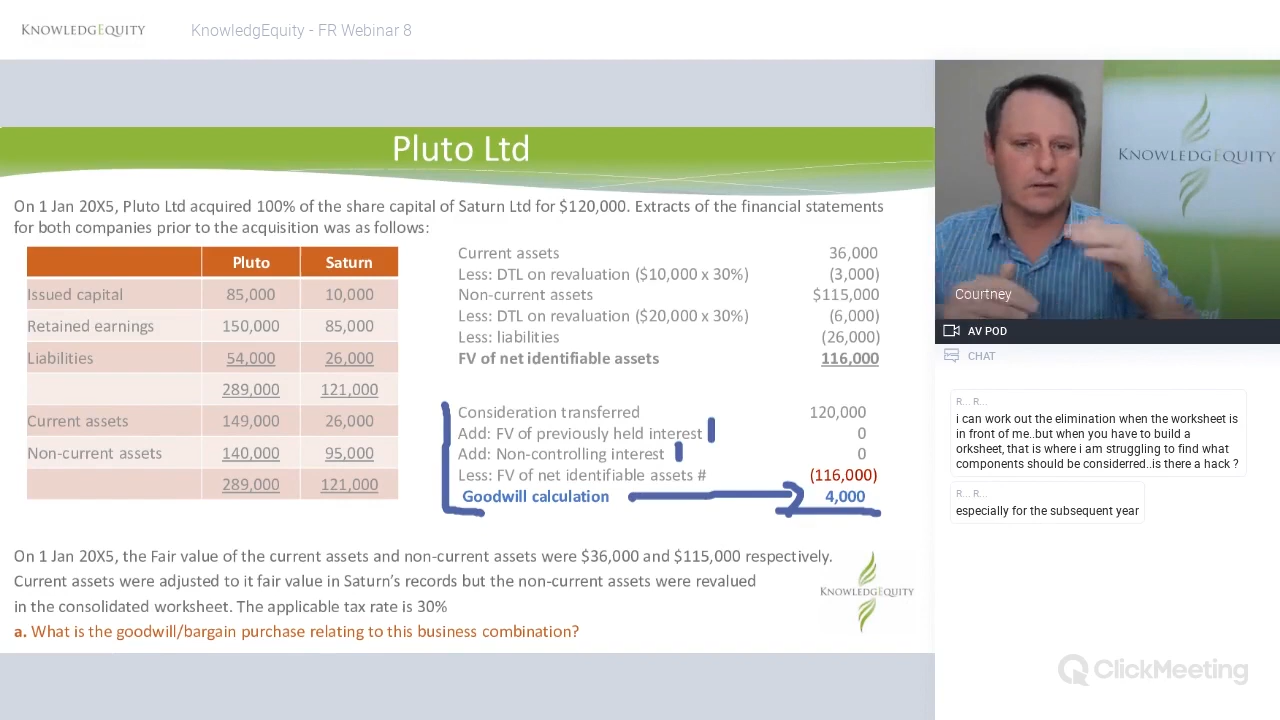 KNOWLEDGEQUITY
KnowledgEquity - FR Webinar 8
Pluto Ltd
On 1 Jan 20X5, Pluto Ltd acquired 100% of the share capital of Saturn Ltd for $120,000. Extracts of the financial statements
for both companies prior to the acquisition was as follows:
Pluto Saturn
Issued capital 85,000 10,000
Retained earnings 150,000 85,000
Liabilities 54,000 26,000
289,000 121,000
Current assets 149,000 26,000
Non-current assets 140,000 95,000
289,000 121,000
Current assets 36,000
Less: DTL on revaluation ($10,000 x 30%) (3,000)
Non-current assets $115,000
Less: DTL on revaluation ($20,000 x 30%) (6,000)
Less: liabilities (26,000)
FV of net identifiable assets 116,000
Consideration transferred 120,000
Add: FV of previously held interest 0
Add: Non-controlling interest 0
Less: FV of net identifiable assets # (116,000)
Goodwill calculation 4,000
On 1 Jan 20X5, the Fair value of the current assets and non-current assets were $36,000 and $115,000 respectively.
Current assets were adjusted to it fair value in Saturn's records but the non-current assets were revalued
in the consolidated worksheet. The applicable tax rate is 30%
a. What is the goodwill/bargain purchase relating to this business combination?
KNOWLEDGEQUITY
KNOWLEDGEQUITY
Courtney
AV POD
CHAT
R... R...
i can work out the elimination when the worksheet is
in front of me..but when you have to build a
orksheet, that is where i am struggling to find what
components should be considerred..is there a hack ?
R... R...
especially for the subsequent year
ClickMeeting